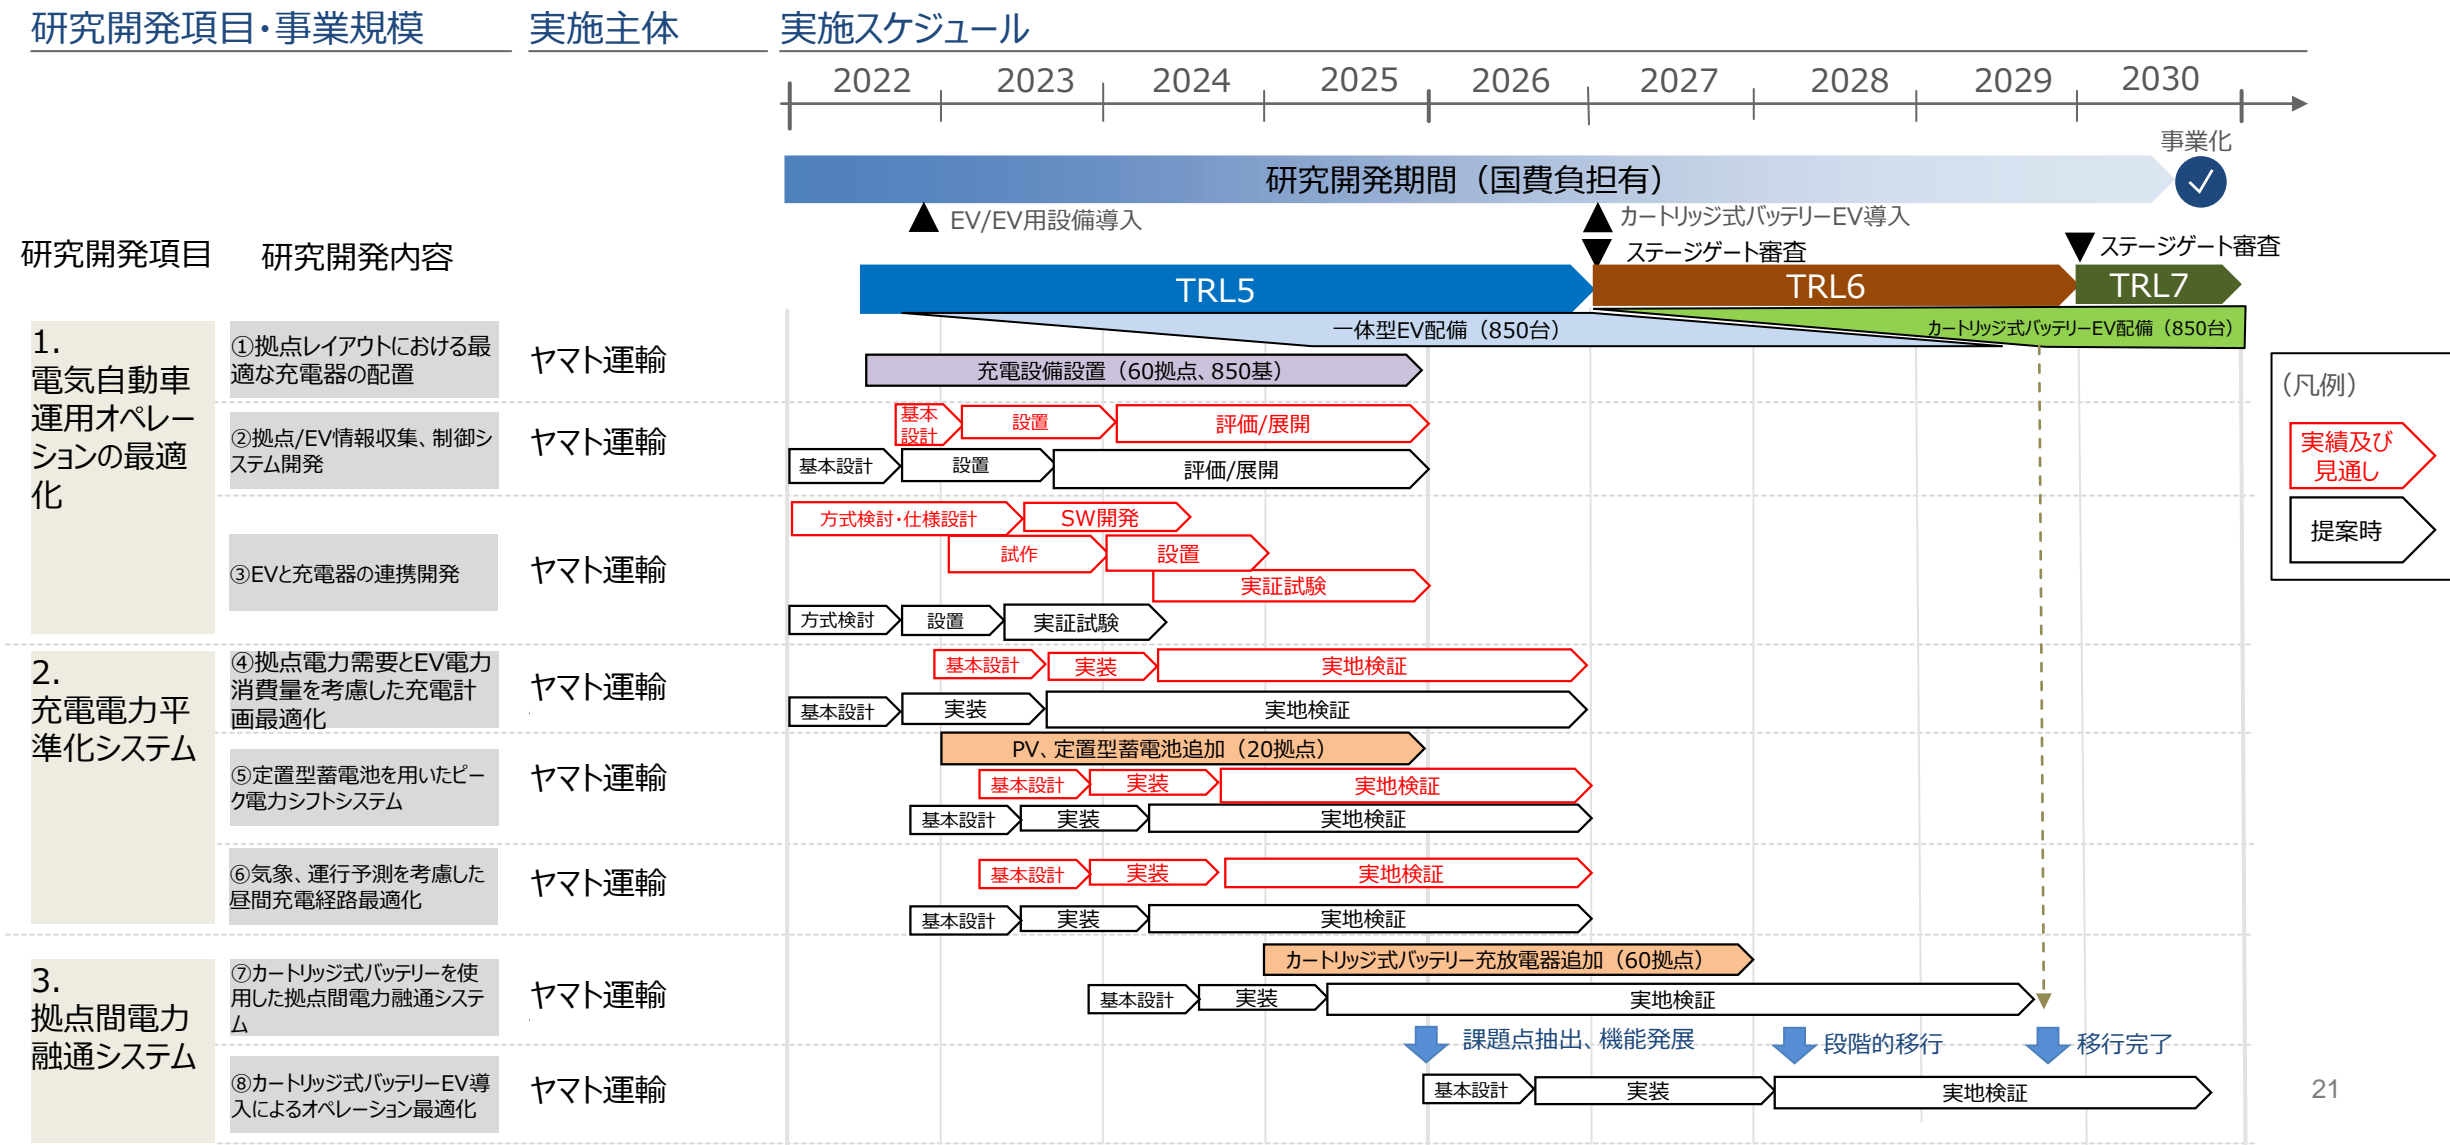 研究開発項目・事業規模
実施主体
実施スケジュール
2022
2023
2024
2025
2026
2027
2028
2029
2030
事業化
研究開発期間（国費負担有）
EV/EV用設備導入
カートリッジ式バッテリーEV導入
ステージゲート審査
ステージゲート審査
研究開発項目
研究開発内容
TRL5
TRL6
TRL7
一体型EV配備（850台）
カートリッジ式バッテリーEV配備（850台）
1.
電気自動車
運用オペレー
ションの最適
化
①拠点レイアウトにおける最
適な充電器の配置
ヤマト運輸
充電設備設置（60拠点、850基）
②拠点/EV情報収集、制御シ
ステム開発
ヤマト運輸
基本
設計
設置
評価/展開
基本設計
設置
評価/展開
③EVと充電器の連携開発
ヤマト運輸
方式検討・仕様設計
SW開発
試作
設置
実証試験
方式検討
設置
実証試験
（凡例）
実績及び
見通し
提案時
2.
充電電力平
準化システム
④拠点電力需要とEV電力
消費量を考慮した充電計
画最適化
ヤマト運輸
基本設計
実装
実地検証
基本設計
実装
実地検証
⑤定置型蓄電池を用いたピー
ク電力シフトシステム
ヤマト運輸
PV、定置型蓄電池追加（20拠点）
基本設計
実装
実地検証
基本設計
実装
実地検証
⑥気象、運行予測を考慮した
昼間充電経路最適化
ヤマト運輸
基本設計
実装
実地検証
基本設計
実装
実地検証
3.
拠点間電力
融通システム
⑦カートリッジ式バッテリーを使
用した拠点間電力融通システ
ム
ヤマト運輸
カートリッジ式バッテリー充放電器追加（60拠点）
基本設計
実装
実地検証
課題点抽出、機能発展
段階的移行
移行完了
⑧カートリッジ式バッテリーEV導
入によるオペレーション最適化
ヤマト運輸
基本設計
実装
実地検証
21